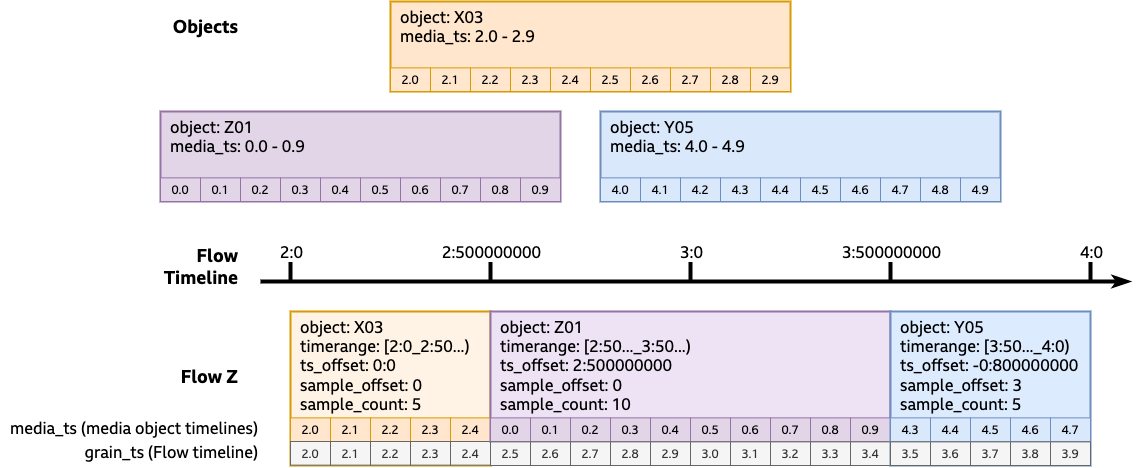 Objects
object: X03
media_ts: 2.0 - 2.9
2.0 2.1 2.2 2.3 2.4 2.5 2.6 2.7 2.8 2.9
object: Z01
media_ts: 0.0 - 0.9
0.0 0.1 0.2 0.3 0.4 0.5 0.6 0.7 0.8 0.9
object: Y05
media_ts: 4.0 - 4.9
4.0 4.1 4.2 4.3 4.4 4.5 4.6 4.7 4.8 4.9
Flow
Timeline
2:0 2:500000000 3:0 3:500000000 4:0
Flow Z
object: X03
timerange: [2:0_2:50...)
ts_offset: 0:0
sample_offset: 0
sample_count: 5
object: Z01
timerange: [2:50..._3:50...)
ts_offset: 2:500000000
sample_offset: 0
sample_count: 10
object: Y05
timerange: [3:50..._4:0)
ts_offset: -0:800000000
sample_offset: 3
sample_count: 5
media_ts (media object timelines) 2.0 2.1 2.2 2.3 2.4 0.0 0.1 0.2 0.3 0.4 0.5 0.6 0.7 0.8 0.9 4.3 4.4 4.5 4.6 4.7
grain_ts (Flow timeline) 2.0 2.1 2.2 2.3 2.4 2.5 2.6 2.7 2.8 2.9 3.0 3.1 3.2 3.3 3.4 3.5 3.6 3.7 3.8 3.9